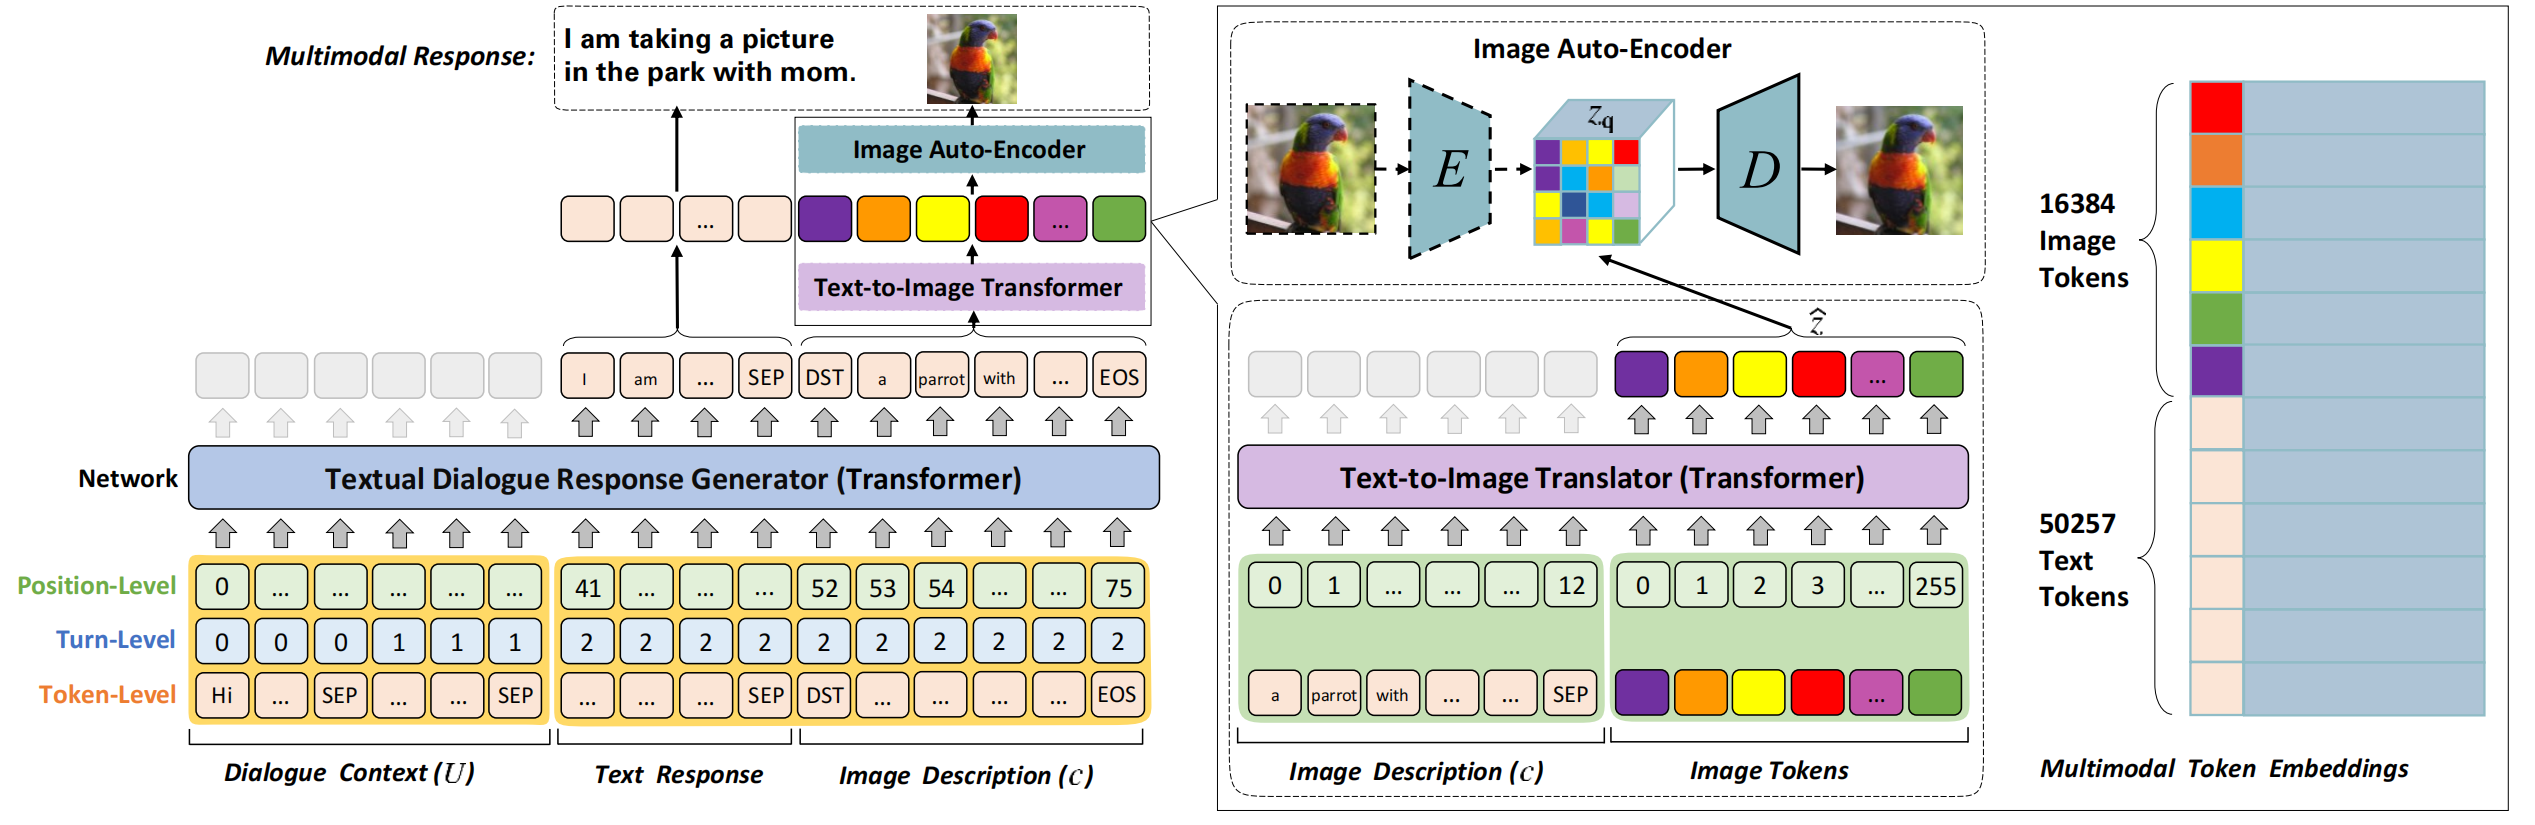 Multimodal Response:
I am taking a picture
in the park with mom.
Image Auto-Encoder
...
...
Text-to-Image Transformer
I am ... SEP DST a parrot with ... EOS
Network
Textual Dialogue Response Generator (Transformer)
Position-Level
0 ... ... ... ... ... 41 ... ... ... 52 53 54 ... ... 75
Turn-Level
0 0 0 1 1 1 2 2 2 2 2 2 2 2 2 2
Token-Level
Hi ... SEP ... ... SEP ... ... ... SEP DST ... ... ... ... EOS
Dialogue Context (U)
Text Response
Image Description (c)
Image Auto-Encoder
E
z_q
D
ẑ
...
Text-to-Image Translator (Transformer)
0 1 ... ... ... 12 0 1 2 3 ... 255
a parrot with ... ... SEP ...
Image Description (c)
Image Tokens
16384
Image
Tokens
50257
Text
Tokens
Multimodal Token Embeddings